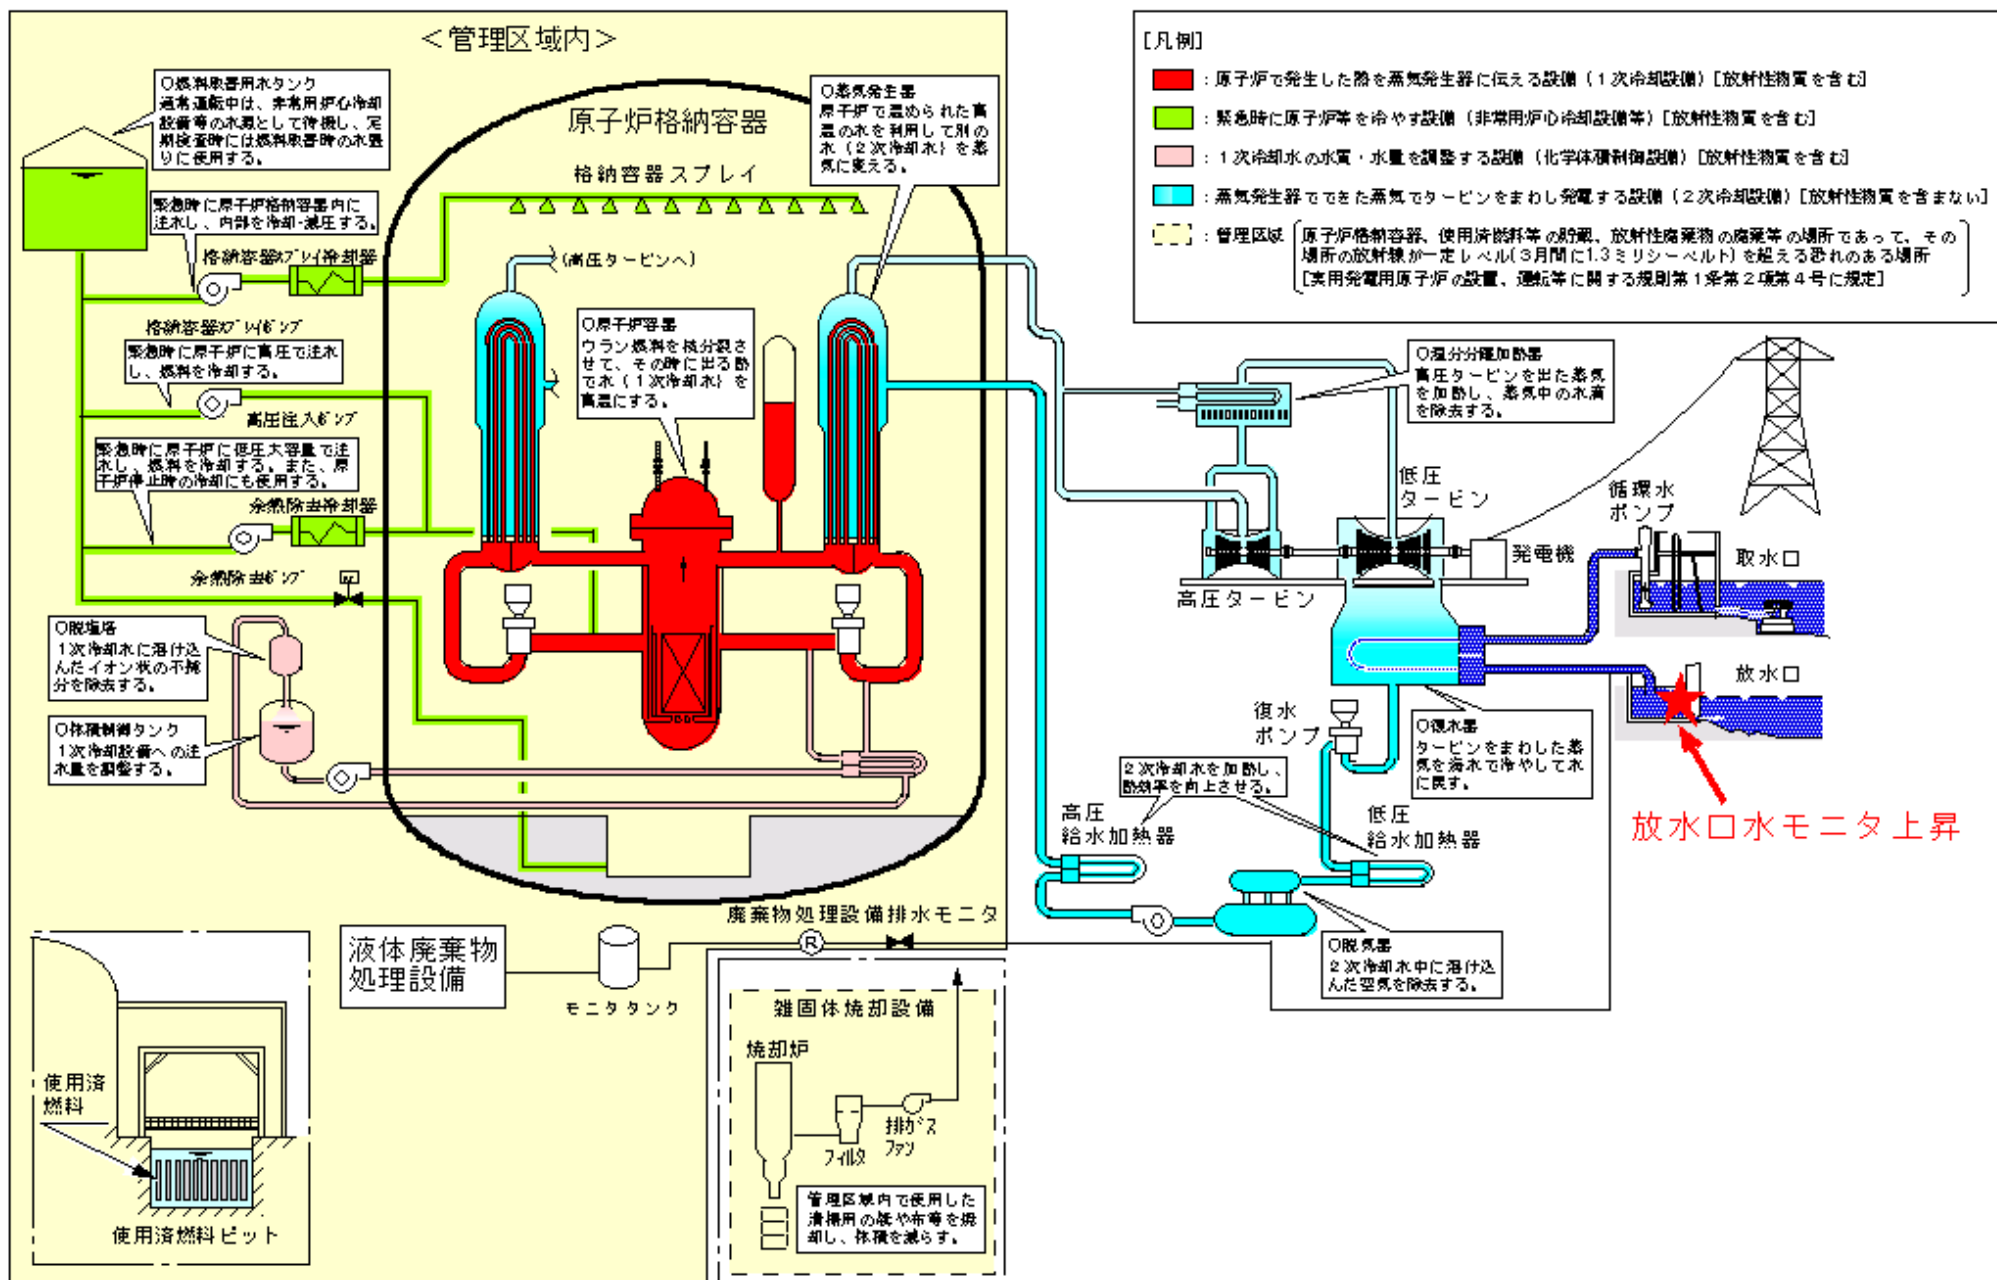 ＜管理区域内＞
○燃料取替用水タンク
通常運転中は、非常用炉心冷却
設備等の水源として待機し、定
期検査時には燃料取替時の水張
りに使用する。
原子炉格納容器
○蒸気発生器
原子炉で温められた高
温の水を利用して別の
水（２次冷却水）を蒸
気に変える。
格納容器スプレイ
緊急時に原子炉格納容器内に
注水し、内部を冷却・減圧する。
格納容器スプレイ冷却器
（高圧タービンへ）
格納容器スプレイポンプ
○原子炉容器
ウラン燃料を核分裂さ
せて、その時に出る熱
で水（１次冷却水）を
高温にする。
緊急時に原子炉に高圧で注水
し、燃料を冷却する。
高圧注入ポンプ
緊急時に原子炉に低圧大容量で注
水し、燃料を冷却する。また、原
子炉停止時の冷却にも使用する。
余熱除去冷却器
余熱除去ポンプ
○脱塩塔
１次冷却水に溶け込
んだイオン状の不純
分を除去する。
○体積制御タンク
１次冷却設備への注
水量を調整する。
[凡例]
：原子炉で発生した熱を蒸気発生器に伝える設備（１次冷却設備）［放射性物質を含む］
：緊急時に原子炉等を冷やす設備（非常用炉心冷却設備等）［放射性物質を含む］
：１次冷却水の水質・水量を調整する設備（化学体積制御設備）［放射性物質を含む］
：蒸気発生器でできた蒸気でタービンをまわし発電する設備（２次冷却設備）［放射性物質を含まない］
：管理区域
原子炉格納容器、使用済燃料等の貯蔵、放射性廃棄物の廃棄等の場所であって、その
場所の放射線が一定レベル（３月間に1.3ミリシーベルト）を超える恐れのある場所
［実用発電用原子炉の設置、運転等に関する規則第１条第２項第４号に規定］
○湿分分離加熱器
高圧タービンを出た蒸気
を加熱し、蒸気中の水滴
を除去する。
低圧
タービン
循環水
ポンプ
発電機
取水口
高圧タービン
放水口
復水
ポンプ
○復水器
タービンをまわした蒸
気を海水で冷やして水
に戻す。
２次冷却水を加熱し、
熱効率を向上させる。
高圧
給水加熱器
低圧
給水加熱器
放水口水モニタ上昇
○脱気器
２次冷却水中に溶け込
んだ空気を除去する。
廃棄物処理設備排水モニタ
R
液体廃棄物
処理設備
モニタタンク
雑固体焼却設備
焼却炉
フィルタ
排ガス
ファン
管理区域内で使用した
清掃用の紙や布等を焼
却し、体積を減らす。
使用済
燃料
使用済燃料ピット